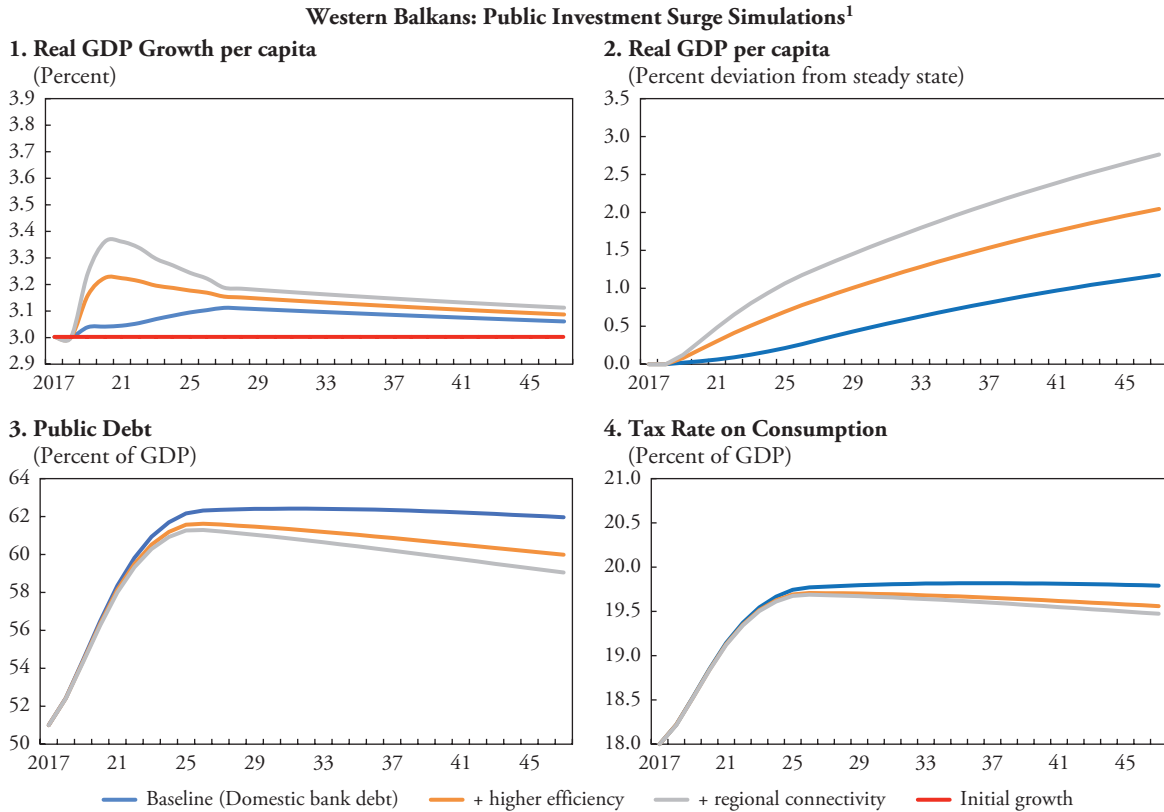 Western Balkans: Public Investment Surge Simulations¹
1. Real GDP Growth per capita
(Percent)
3.9
3.8
3.7
3.6
3.5
3.4
3.3
3.2
3.1
3.0
2.9
2017 21 25 29 33 37 41 45
2. Real GDP per capita
(Percent deviation from steady state)
3.5
3.0
2.5
2.0
1.5
1.0
0.5
0.0
2017 21 25 29 33 37 41 45
3. Public Debt
(Percent of GDP)
64
62
60
58
56
54
52
50
2017 21 25 29 33 37 41 45
4. Tax Rate on Consumption
(Percent of GDP)
21.0
20.5
20.0
19.5
19.0
18.5
18.0
2017 21 25 29 33 37 41 45
Baseline (Domestic bank debt) + higher efficiency + regional connectivity Initial growth